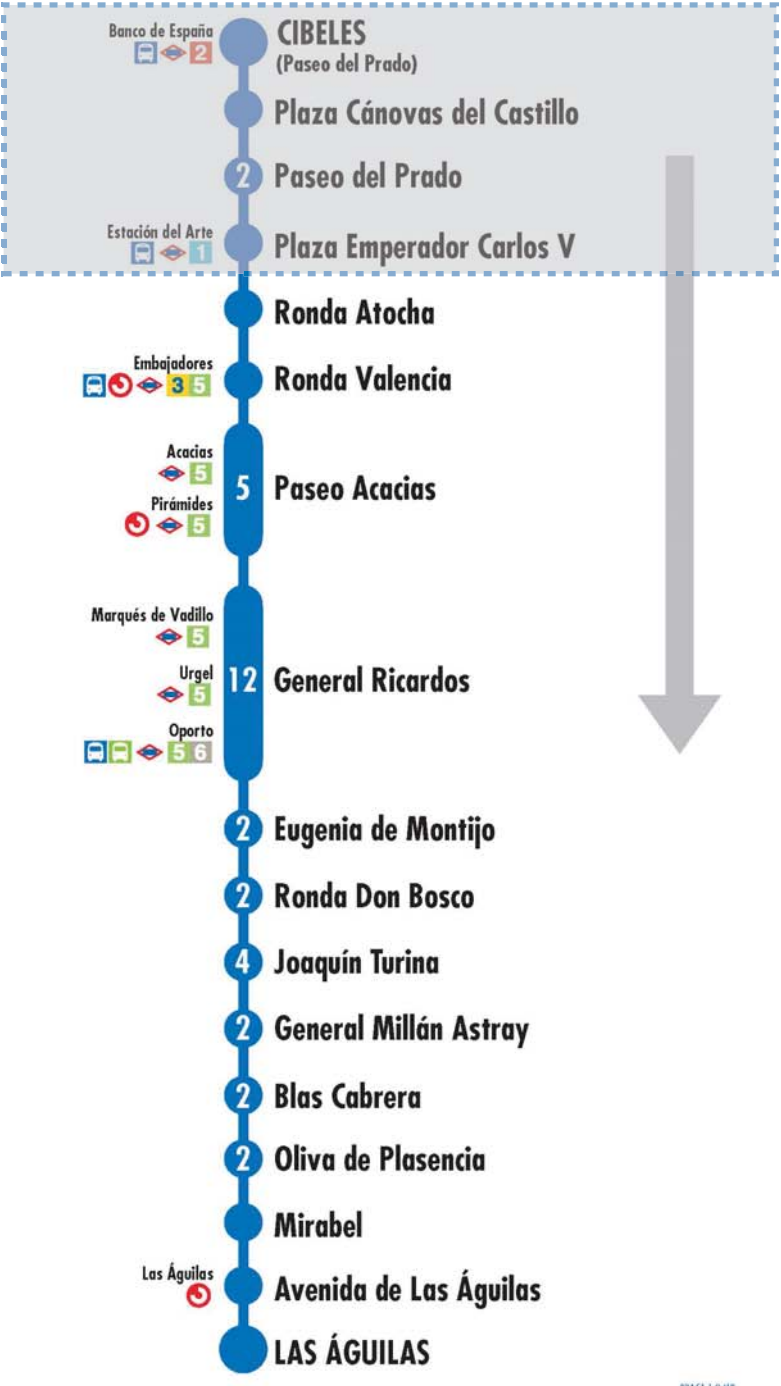 Banco de España
2
CIBELES
(Paseo del Prado)
Plaza Cánovas del Castillo
2 Paseo del Prado
Estación del Arte
1
Plaza Emperador Carlos V
Ronda Atocha
Embajadores
3 5
Ronda Valencia
Acacias
5
Pirámides
5
5 Paseo Acacias
Marqués de Vadillo
5
Urgel
5
Oporto
5 6
12 General Ricardos
2 Eugenia de Montijo
2 Ronda Don Bosco
4 Joaquín Turina
2 General Millán Astray
2 Blas Cabrera
2 Oliva de Plasencia
Mirabel
Las Águilas
Avenida de Las Águilas
LAS ÁGUILAS